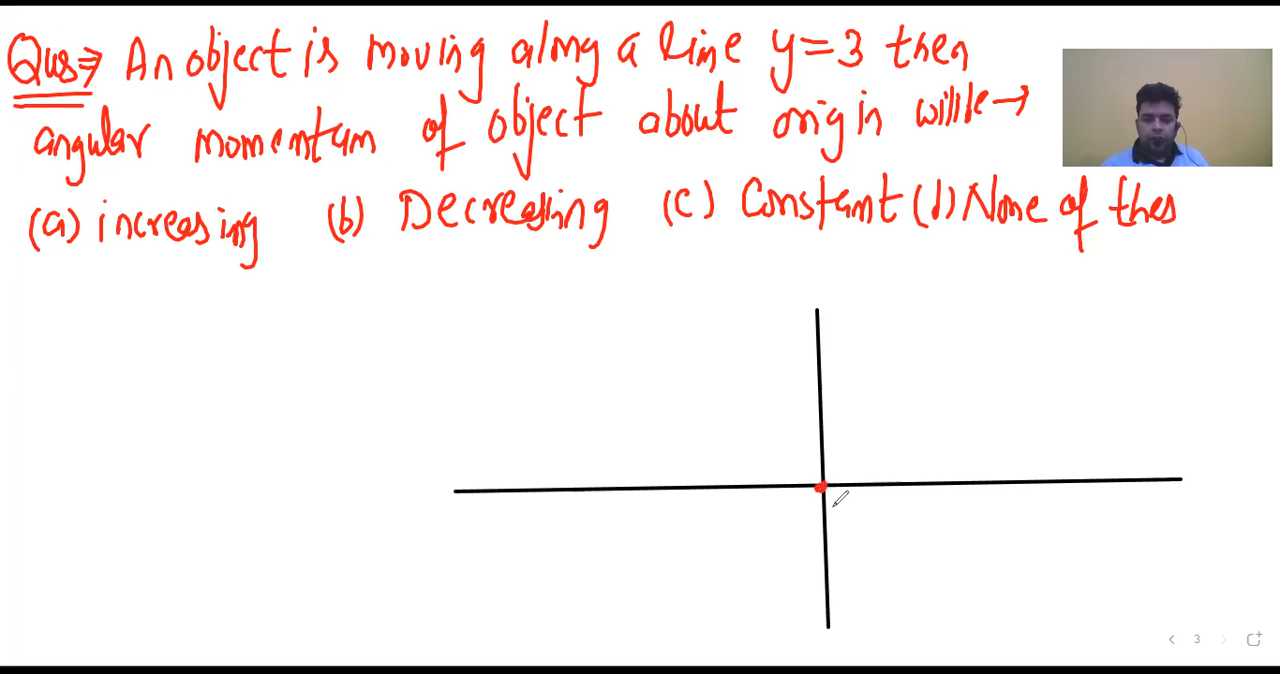 Qus⇒ An object is moving along a line y=3 then
angular momentum of object about origin will be →
(a) increasing (b) Decreasing (c) Constant (d) None of thes
3